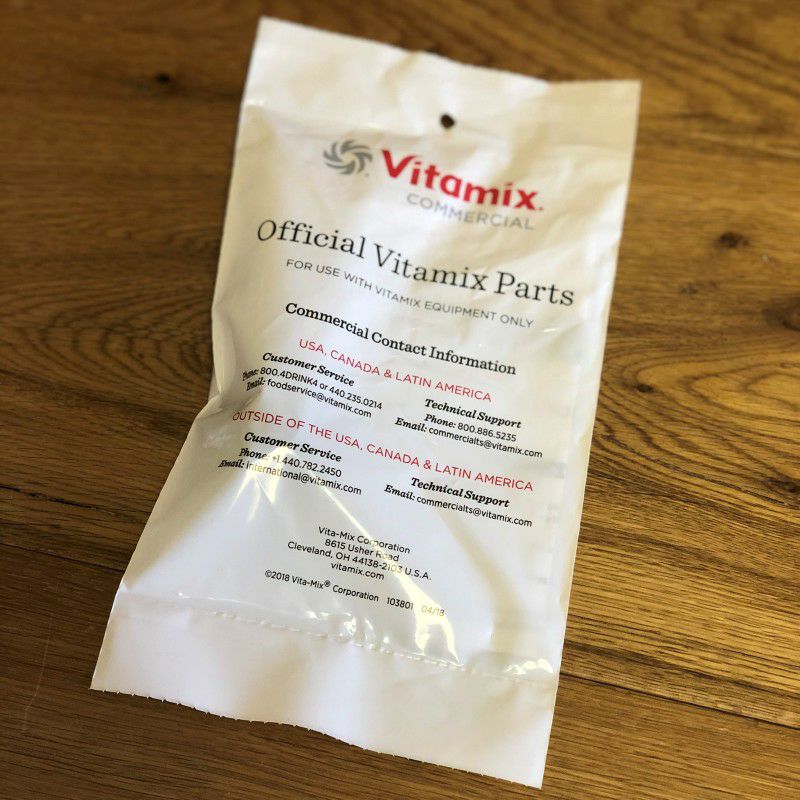 Vitamix.
COMMERCIAL
Official Vitamix Parts
FOR USE WITH VITAMIX EQUIPMENT ONLY
Commercial Contact Information
USA, CANADA & LATIN AMERICA
Customer Service
Phone: 800.4DRINK4 or 440.235.0214
Email: foodservice@vitamix.com
Technical Support
Phone: 800.886.5235
Email: commercialts@vitamix.com
OUTSIDE OF THE USA, CANADA & LATIN AMERICA
Customer Service
Phone: +1.440.782.2450
Email: international@vitamix.com
Technical Support
Email: commercialts@vitamix.com
Vita-Mix Corporation
8615 Usher Road
Cleveland, OH 44138-2103 U.S.A.
vitamix.com
©2018 Vita-Mix® Corporation 103801 04/18